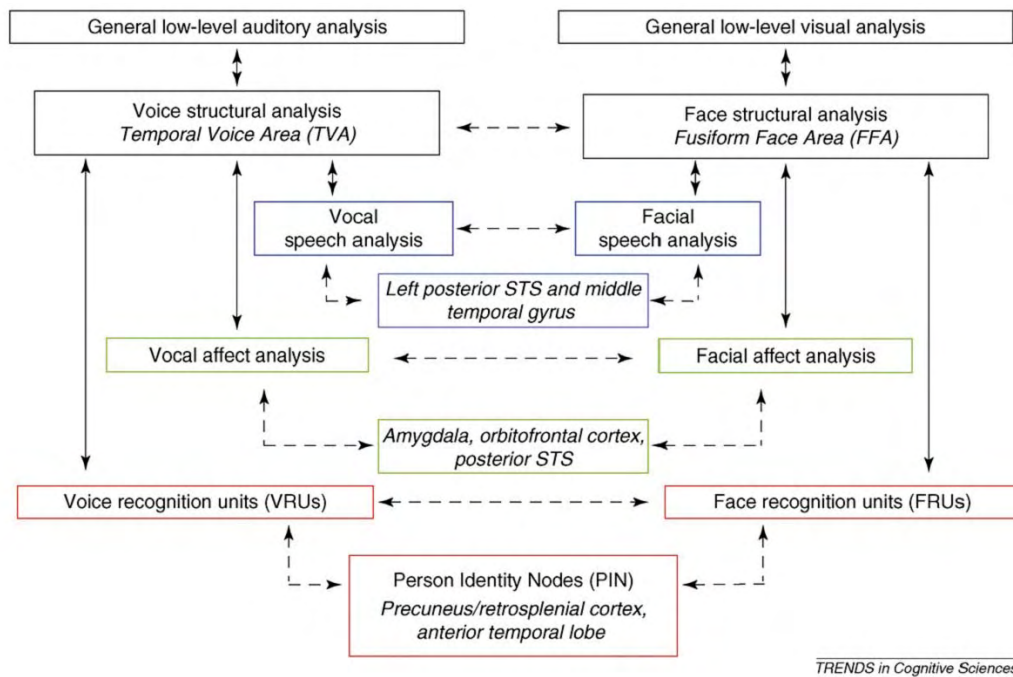 General low-level auditory analysis
General low-level visual analysis
Voice structural analysis
Temporal Voice Area (TVA)
Face structural analysis
Fusiform Face Area (FFA)
Vocal
speech analysis
Facial
speech analysis
Left posterior STS and middle
temporal gyrus
Vocal affect analysis
Facial affect analysis
Amygdala, orbitofrontal cortex,
posterior STS
Voice recognition units (VRUs)
Face recognition units (FRUs)
Person Identity Nodes (PIN)
Precuneus/retrosplenial cortex,
anterior temporal lobe
TRENDS in Cognitive Sciences